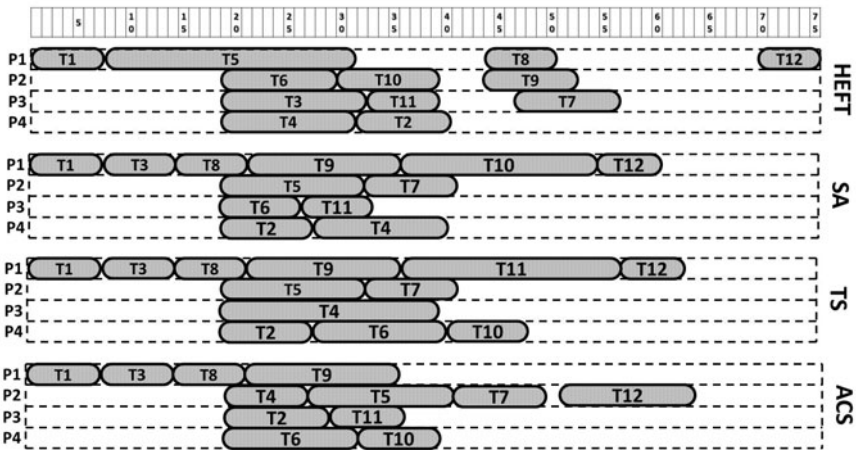 5 10 15 20 25 30 35 40 45 50 55 60 65 70 75
P1 T1 T5 T8 T12
P2 T6 T10 T9
P3 T3 T11 T7
P4 T4 T2
HEFT
P1 T1 T3 T8 T9 T10 T12
P2 T5 T7
P3 T6 T11
P4 T2 T4
SA
P1 T1 T3 T8 T9 T11 T12
P2 T5 T7
P3 T4
P4 T2 T6 T10
TS
P1 T1 T3 T8 T9
P2 T4 T5 T7 T12
P3 T2 T11
P4 T6 T10
ACS